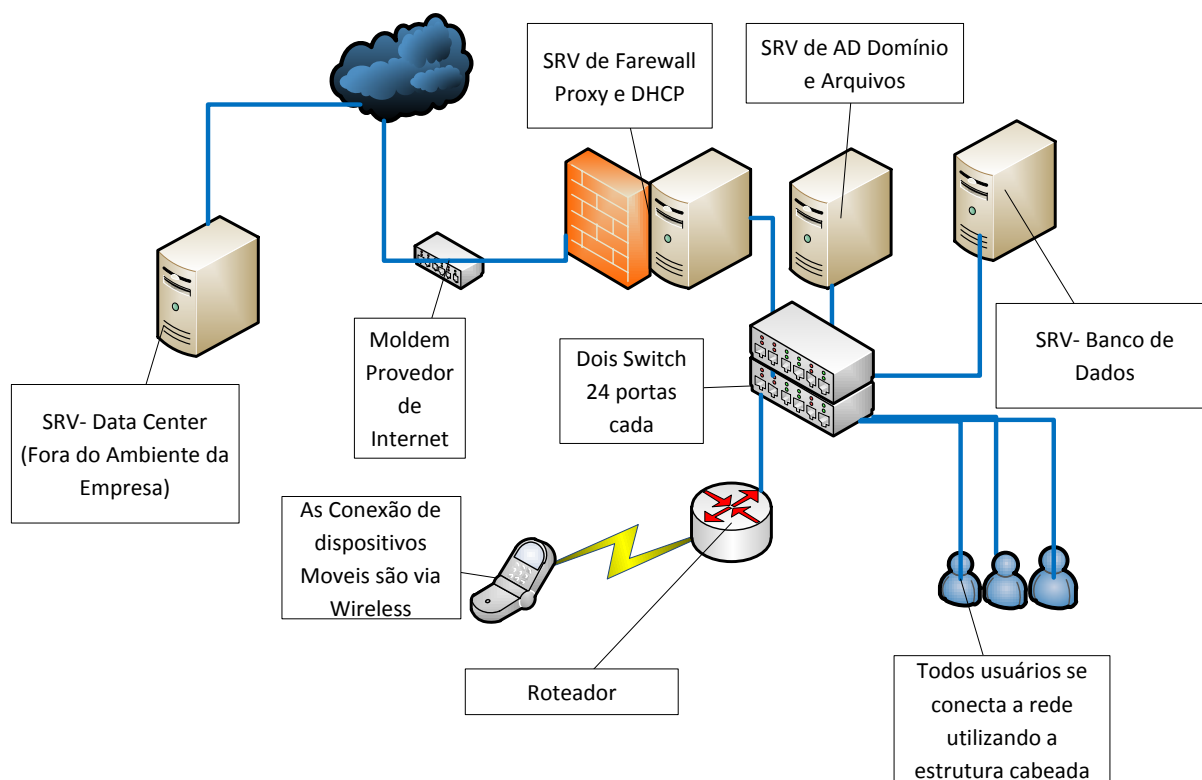 SRV de Farewall
Proxy e DHCP
SRV de AD Domínio
e Arquivos
SRV- Banco de
Dados
Moldem
Provedor
de
Internet
Dois Switch
24 portas
cada
SRV- Data Center
(Fora do Ambiente da
Empresa)
As Conexão de
dispositivos
Moveis são via
Wireless
Roteador
Todos usuários se
conecta a rede
utilizando a
estrutura cabeada